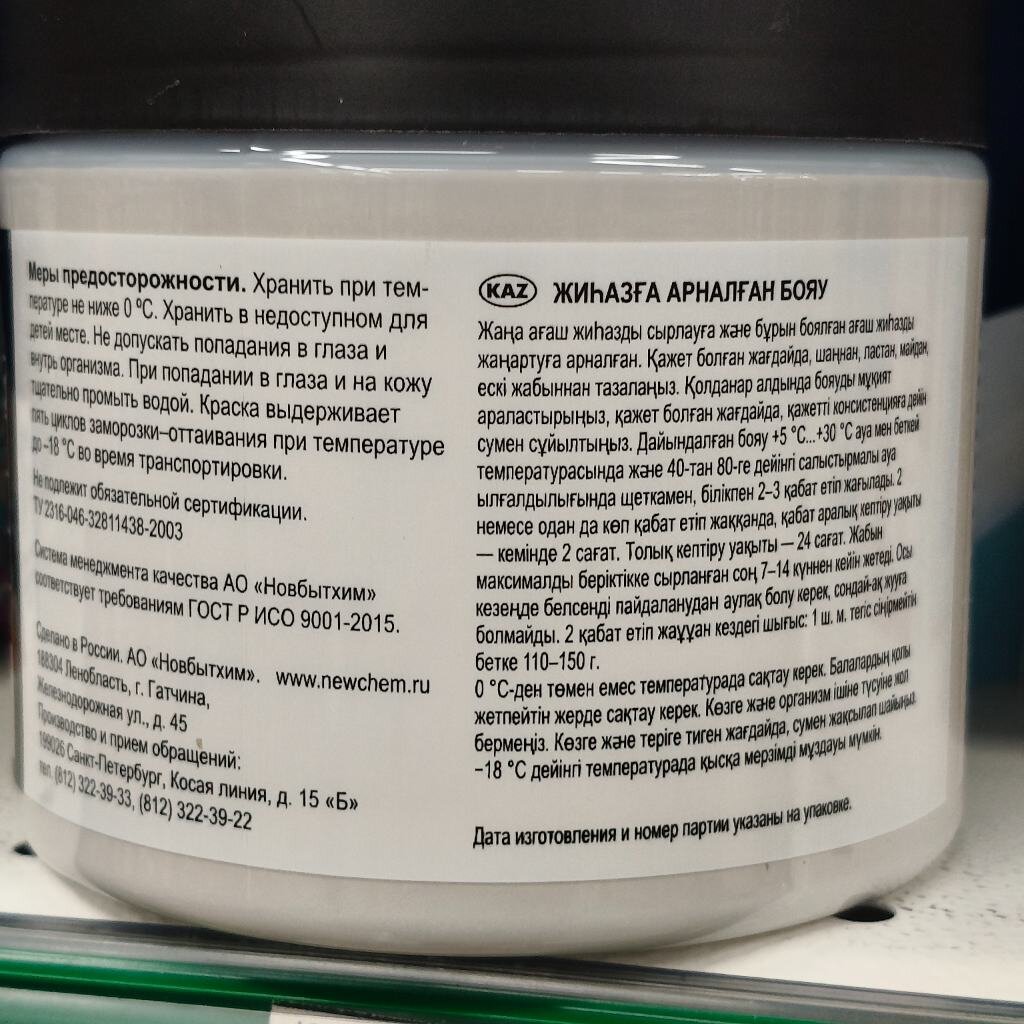 Меры предосторожности. Хранить при тем-
пературе не ниже 0 °С. Хранить в недоступном для
детей месте. Не допускать попадания в глаза и
внутрь организма. При попадании в глаза и на кожу
тщательно промыть водой. Краска выдерживает
пять циклов заморозки–оттаивания при температуре
до –18 °С во время транспортировки.
Не подлежит обязательной сертификации.
ТУ 2316-046-32811438-2003
Система менеджмента качества АО «Новбытхим»
соответствует требованиям ГОСТ Р ИСО 9001-2015.
Сделано в России. АО «Новбытхим». www.newchem.ru
188304 Ленобласть, г. Гатчина,
Железнодорожная ул., д. 45
Производство и прием обращений:
199026 Санкт-Петербург, Косая линия, д. 15 «Б»
тел. (812) 322-39-33, (812) 322-39-22
KAZ ЖИҺАЗҒА АРНАЛҒАН БОЯУ
Жаңа ағаш жиһазды сырлауға және бұрын боялған ағаш жиһазды
жаңартуға арналған. Қажет болған жағдайда, шаңнан, ластан, майдан,
ескі жабыннан тазалаңыз. Қолданар алдында бояуды мұқият
араластырыңыз, қажет болған жағдайда, қажетті консистенцияға дейін
сумен сұйылтыңыз. Дайындалған бояу +5 °С...+30 °С ауа мен беткей
температурасында және 40-тан 80-ге дейінгі салыстырмалы ауа
ылғалдылығында щеткамен, білікпен 2–3 қабат етіп жағылады. 2
немесе одан да көп қабат етіп жаққанда, қабат аралық кептіру уақыты
— кемінде 2 сағат. Толық кептіру уақыты — 24 сағат. Жабын
максималды беріктікке сырланған соң 7–14 күннен кейін жетеді. Осы
кезеңде белсенді пайдаланудан аулақ болу керек, сондай-ақ жууға
болмайды. 2 қабат етіп жаұұан кездегі шығыс: 1 ш. м. тегіс сіңірмейтін
бетке 110–150 г.
0 °С-ден төмен емес температурада сақтау керек. Балалардың қолы
жетпейтін жерде сақтау керек. Көзге және организм ішіне түсуіне жол
бермеңіз. Көзге және теріге тиген жағдайда, сумен жақсылап шайыңыз.
–18 °С дейінгі температурада қысқа мерзімді мұздауы мүмкін.
Дата изготовления и номер партии указаны на упаковке.